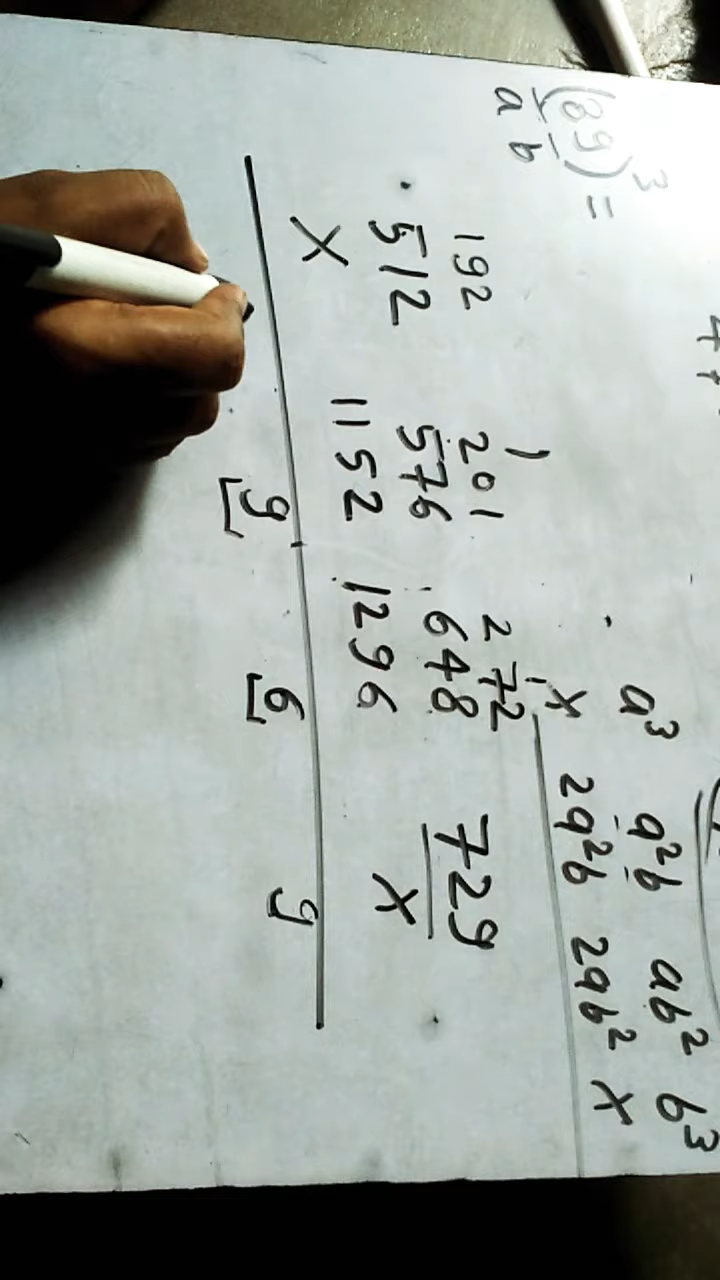 a³ a²b ab² b³
(89)³ =
x 2a²b 2ab² x
a b
1
192 201 272 729
512 576 648 x
x 1152 1296
9 6 9